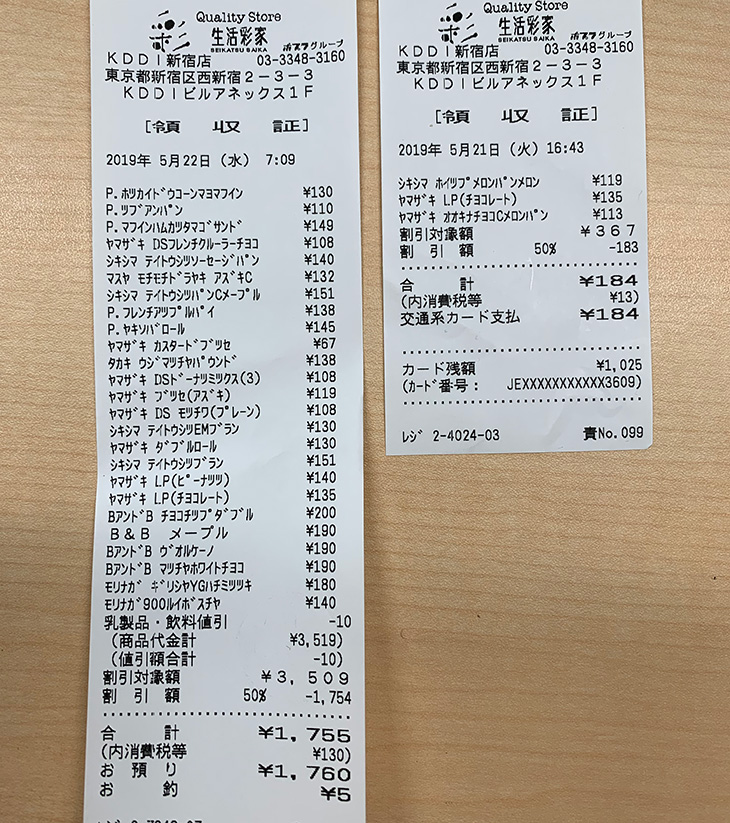 Quality Store
生活彩家
SEIKATSU SAIKA
ポプラグループ
KDDI新宿店 03-3348-3160
東京都新宿区西新宿2-3-3
KDDIビルアネックス1F
[領 収 証]
2019年 5月22日(水) 7:09
P.ホツカイドウコーンマヨマフイン ¥130
P.ツブアンパン ¥110
P.マフインハムカツタマゴサンド ¥149
ヤマザキ DSフレンチクルーラーチヨコ ¥108
シキシマ テイトウシツソーセージパン ¥140
マスヤ モチモチドラヤキ アズキC ¥132
シキシマ テイトウシツパンCメープル ¥151
P.フレンチアツプルパイ ¥138
P.ヤキソバロール ¥145
ヤマザキ カスタードブツセ ¥67
タカキ ウジマツチヤパウンド ¥138
ヤマザキ DSドーナツミツクス(3) ¥108
ヤマザキ ブツセ(アズキ) ¥119
ヤマザキ DS モツチワ(プレーン) ¥108
シキシマ テイトウシツEMブラン ¥130
ヤマザキ ダブルロール ¥130
シキシマ テイトウシツブラン ¥151
ヤマザキ LP(ピーナツツ) ¥140
ヤマザキ LP(チヨコレート) ¥135
BアンドB チヨコチツプダブル ¥200
B&B メープル ¥190
BアンドB ヴオルケーノ ¥190
BアンドB マツチヤホワイトチヨコ ¥190
モリナガ ギリシヤYGハチミツツキ ¥180
モリナガ900ルイボスチヤ ¥140
乳製品・飲料値引 -10
(商品代金計 ¥3,519)
(値引額合計 -10)
割引対象額 ¥3,509
割 引 額 50% -1,754
合 計 ¥1,755
(内消費税等 ¥130)
お 預 り ¥1,760
お 釣 ¥5
Quality Store
生活彩家
SEIKATSU SAIKA
ポプラグループ
KDDI新宿店 03-3348-3160
東京都新宿区西新宿2-3-3
KDDIビルアネックス1F
[領 収 証]
2019年 5月21日(火) 16:43
シキシマ ホイツプメロンパンメロン ¥119
ヤマザキ LP(チヨコレート) ¥135
ヤマザキ オオキナチヨコCメロンパン ¥113
割引対象額 ¥367
割 引 額 50% -183
合 計 ¥184
(内消費税等 ¥13)
交通系カード支払 ¥184
カード残額 ¥1,025
(カード番号: JEXXXXXXXXXXX3609)
レジ 2-4024-03 責No.099